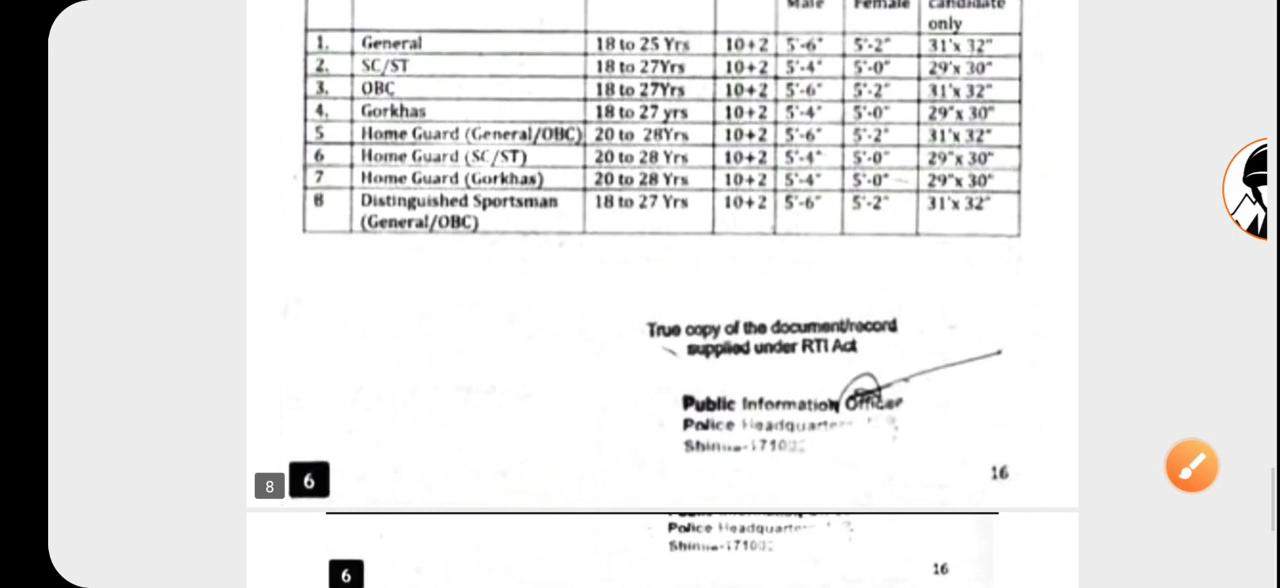 Male Female candidate
only
1. General 18 to 25 Yrs 10+2 5'-6" 5'-2" 31'x 32"
2. SC/ST 18 to 27Yrs 10+2 5'-4" 5'-0" 29'x 30"
3. OBC 18 to 27Yrs 10+2 5'-6" 5'-2" 31'x 32"
4. Gorkhas 18 to 27 yrs 10+2 5'-4" 5'-0" 29"x 30"
5 Home Guard (General/OBC) 20 to 28Yrs 10+2 5'-6" 5'-2" 31'x 32"
6 Home Guard (SC/ST) 20 to 28 Yrs 10+2 5'-4" 5'-0" 29"x 30"
7 Home Guard (Gorkhas) 20 to 28 Yrs 10+2 5'-4" 5'-0" 29"x 30"
8 Distinguished Sportsman 18 to 27 Yrs 10+2 5'-6" 5'-2" 31'x 32"
(General/OBC)
True copy of the document/record
supplied under RTI Act
Public Information Officer
Police Headquarters
16
8 6
Police Headquarters
16
6